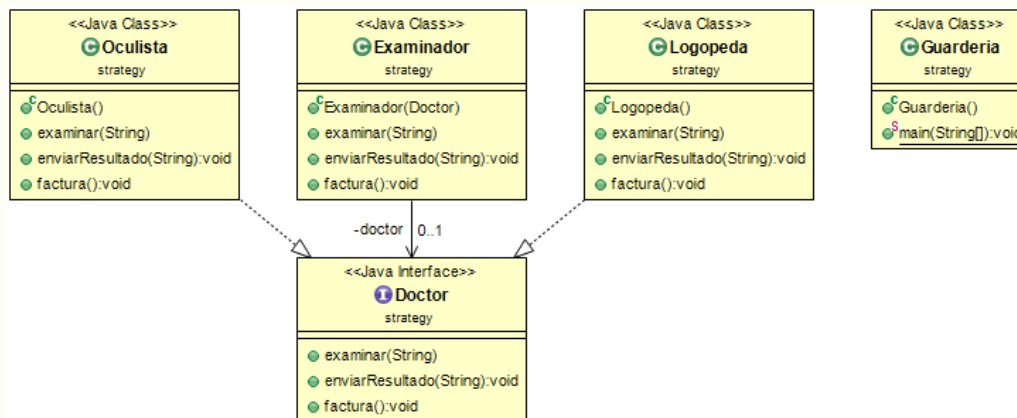 <<Java Class>>
Oculista
strategy
Oculista()
examinar(String)
enviarResultado(String):void
factura():void
<<Java Class>>
Examinador
strategy
Examinador(Doctor)
examinar(String)
enviarResultado(String):void
factura():void
<<Java Class>>
Logopeda
strategy
Logopeda()
examinar(String)
enviarResultado(String):void
factura():void
<<Java Class>>
Guarderia
strategy
Guarderia()
main(String[]):void
-doctor 0..1
<<Java Interface>>
Doctor
strategy
examinar(String)
enviarResultado(String):void
factura():void